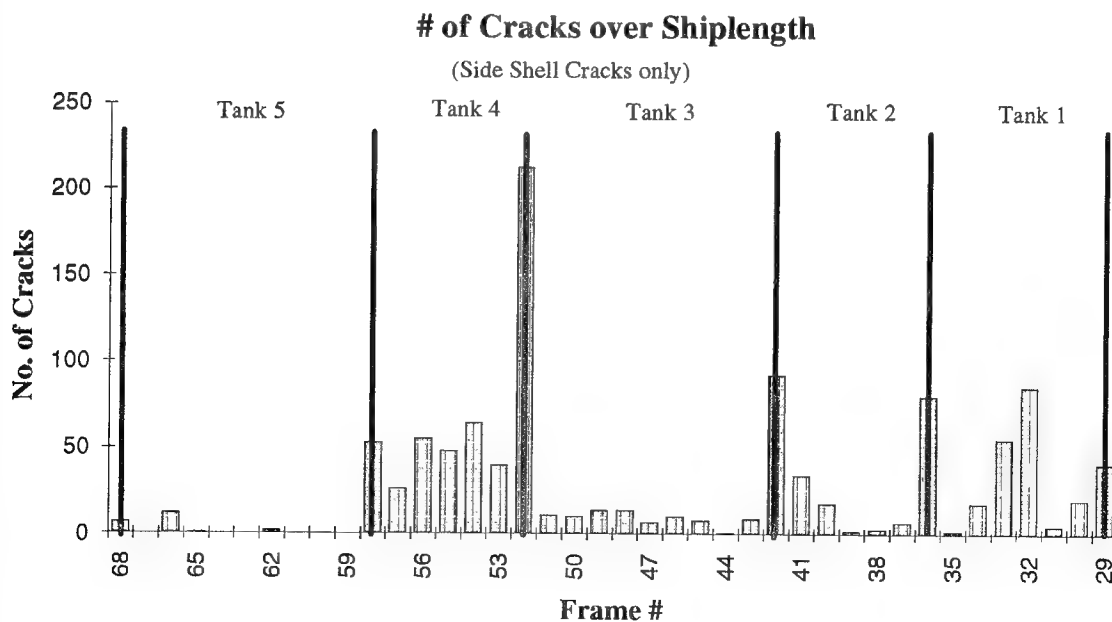 # of Cracks over Shiplength
(Side Shell Cracks only)
Tank 5 Tank 4 Tank 3 Tank 2 Tank 1
250
200
150
100
50
0
No. of Cracks
68 65 62 59 56 53 50 47 44 41 38 35 32 29
Frame #